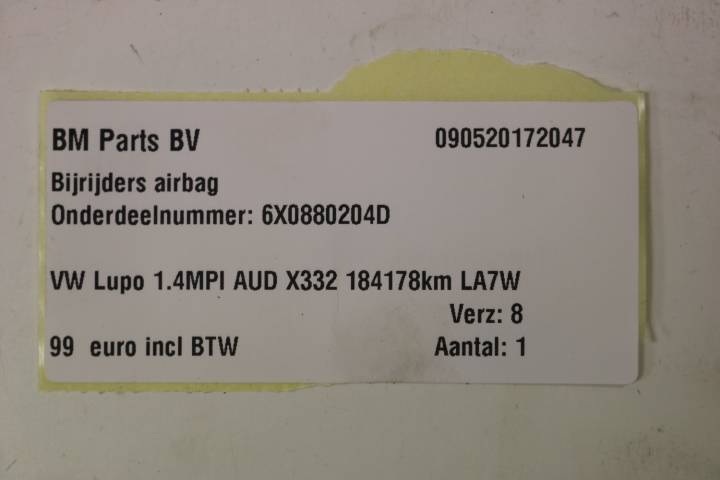 BM Parts BV 090520172047
Bijrijders airbag
Onderdeelnummer: 6X0880204D
VW Lupo 1.4MPI AUD X332 184178km LA7W
Verz: 8
99 euro incl BTW Aantal: 1